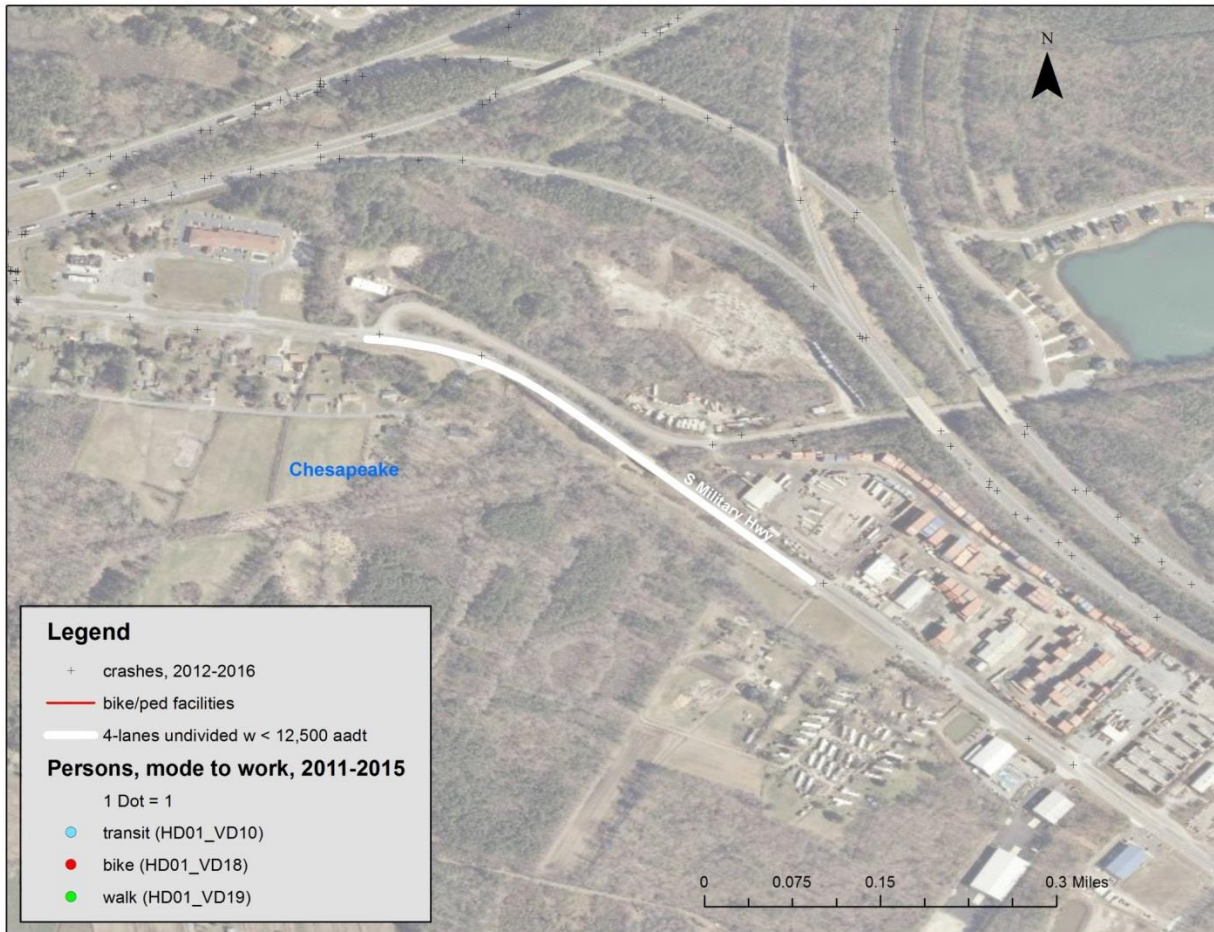 N
Chesapeake
S Military Hwy
Legend
crashes, 2012-2016
bike/ped facilities
4-lanes undivided w < 12,500 aadt
Persons, mode to work, 2011-2015
1 Dot = 1
transit (HD01_VD10)
bike (HD01_VD18)
walk (HD01_VD19)
0 0.075 0.15 0.3 Miles